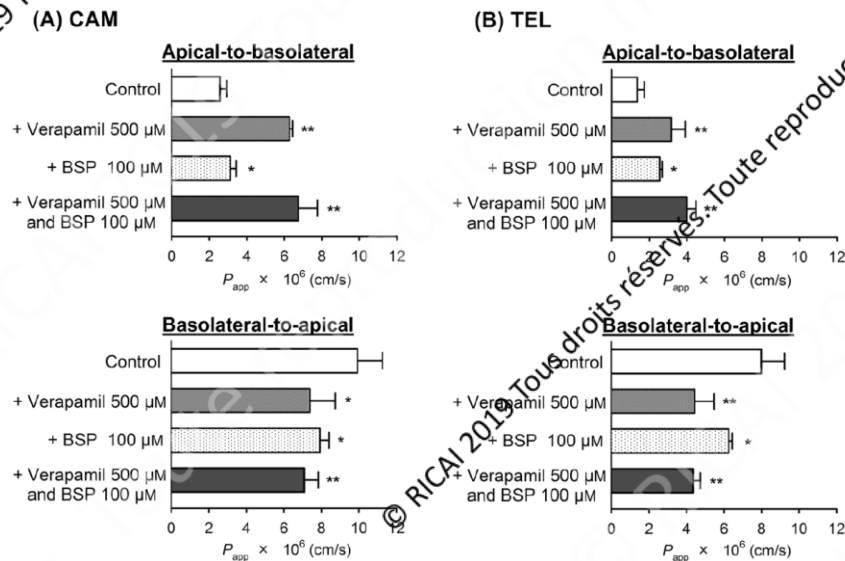 (A) CAM
Apical-to-basolateral
Control
+ Verapamil 500 µM
**
+ BSP 100 µM
*
+ Verapamil 500 µM
and BSP 100 µM
**
0 2 4 6 8 10 12
Papp × 10⁶ (cm/s)
Basolateral-to-apical
Control
+ Verapamil 500 µM
*
+ BSP 100 µM
*
+ Verapamil 500 µM
and BSP 100 µM
**
0 2 4 6 8 10 12
Papp × 10⁶ (cm/s)
(B) TEL
Apical-to-basolateral
Control
+ Verapamil 500 µM
**
+ BSP 100 µM
*
+ Verapamil 500 µM
and BSP 100 µM
**
0 2 4 6 8 10 12
Papp × 10⁶ (cm/s)
Basolateral-to-apical
Control
+ Verapamil 500 µM
**
+ BSP 100 µM
*
+ Verapamil 500 µM
and BSP 100 µM
**
0 2 4 6 8 10 12
Papp × 10⁶ (cm/s)
© RICAI 2019 Tous droits réservés. Toute reproduc